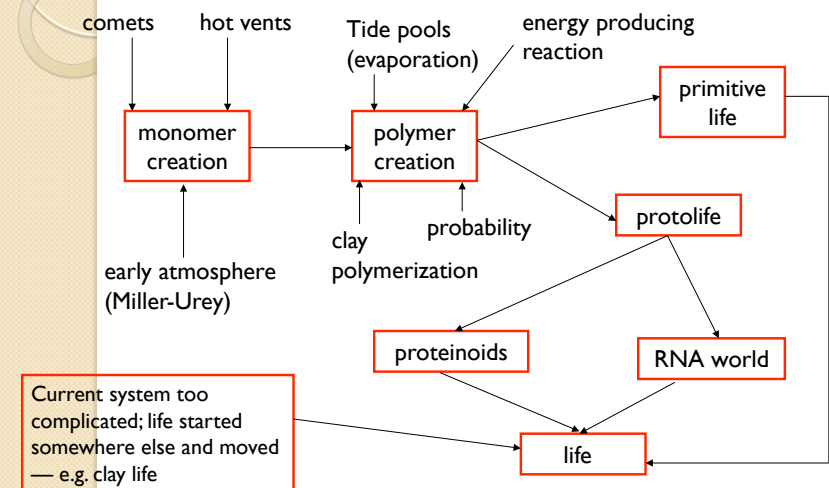 comets
hot vents
Tide pools
(evaporation)
energy producing
reaction
monomer
creation
polymer
creation
primitive
life
early atmosphere
(Miller-Urey)
clay
polymerization
probability
protolife
proteinoids
RNA world
Current system too
complicated; life started
somewhere else and moved
— e.g. clay life
life